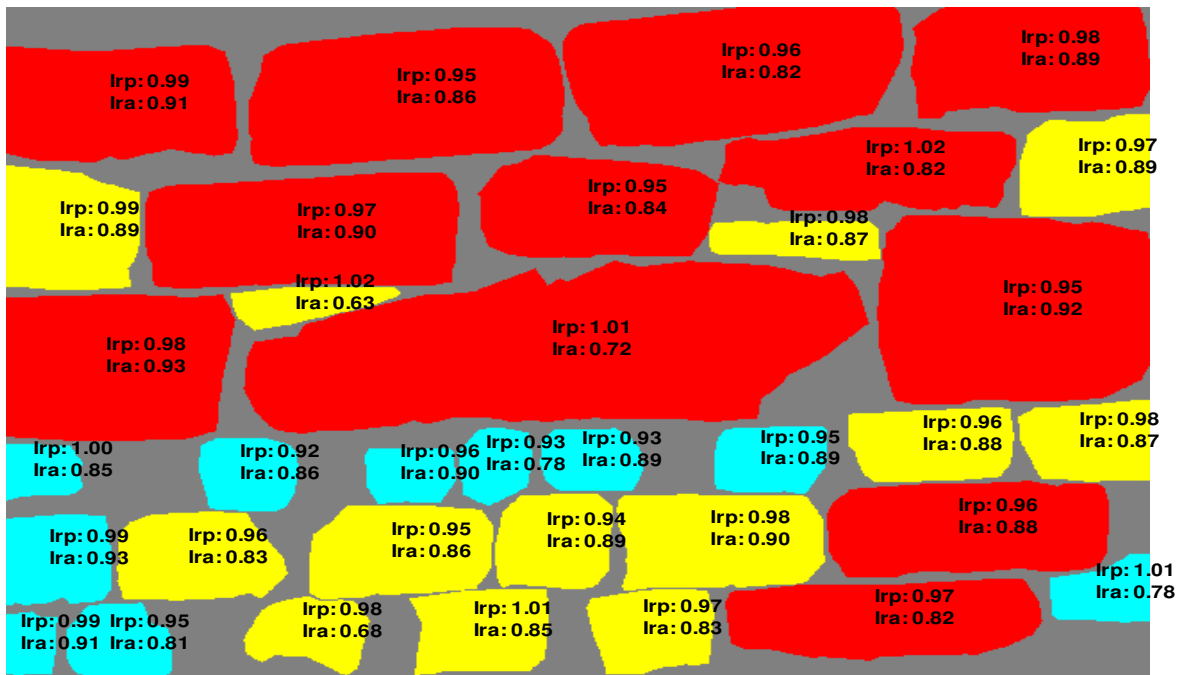 Irp: 0.99
Ira: 0.91
Irp: 0.95
Ira: 0.86
Irp: 0.96
Ira: 0.82
Irp: 0.98
Ira: 0.89
Irp: 1.02
Ira: 0.82
Irp: 0.97
Ira: 0.89
Irp: 0.99
Ira: 0.89
Irp: 0.97
Ira: 0.90
Irp: 0.95
Ira: 0.84
Irp: 0.98
Ira: 0.87
Irp: 1.02
Ira: 0.63
Irp: 0.95
Ira: 0.92
Irp: 0.98
Ira: 0.93
Irp: 1.01
Ira: 0.72
Irp: 1.00
Ira: 0.85
Irp: 0.92
Ira: 0.86
Irp: 0.96
Ira: 0.90
Irp: 0.93
Ira: 0.78
Irp: 0.93
Ira: 0.89
Irp: 0.95
Ira: 0.89
Irp: 0.96
Ira: 0.88
Irp: 0.98
Ira: 0.87
Irp: 0.99
Ira: 0.93
Irp: 0.96
Ira: 0.83
Irp: 0.95
Ira: 0.86
Irp: 0.94
Ira: 0.89
Irp: 0.98
Ira: 0.90
Irp: 0.96
Ira: 0.88
Irp: 1.01
Ira: 0.78
Irp: 0.99
Ira: 0.91
Irp: 0.95
Ira: 0.81
Irp: 0.98
Ira: 0.68
Irp: 1.01
Ira: 0.85
Irp: 0.97
Ira: 0.83
Irp: 0.97
Ira: 0.82